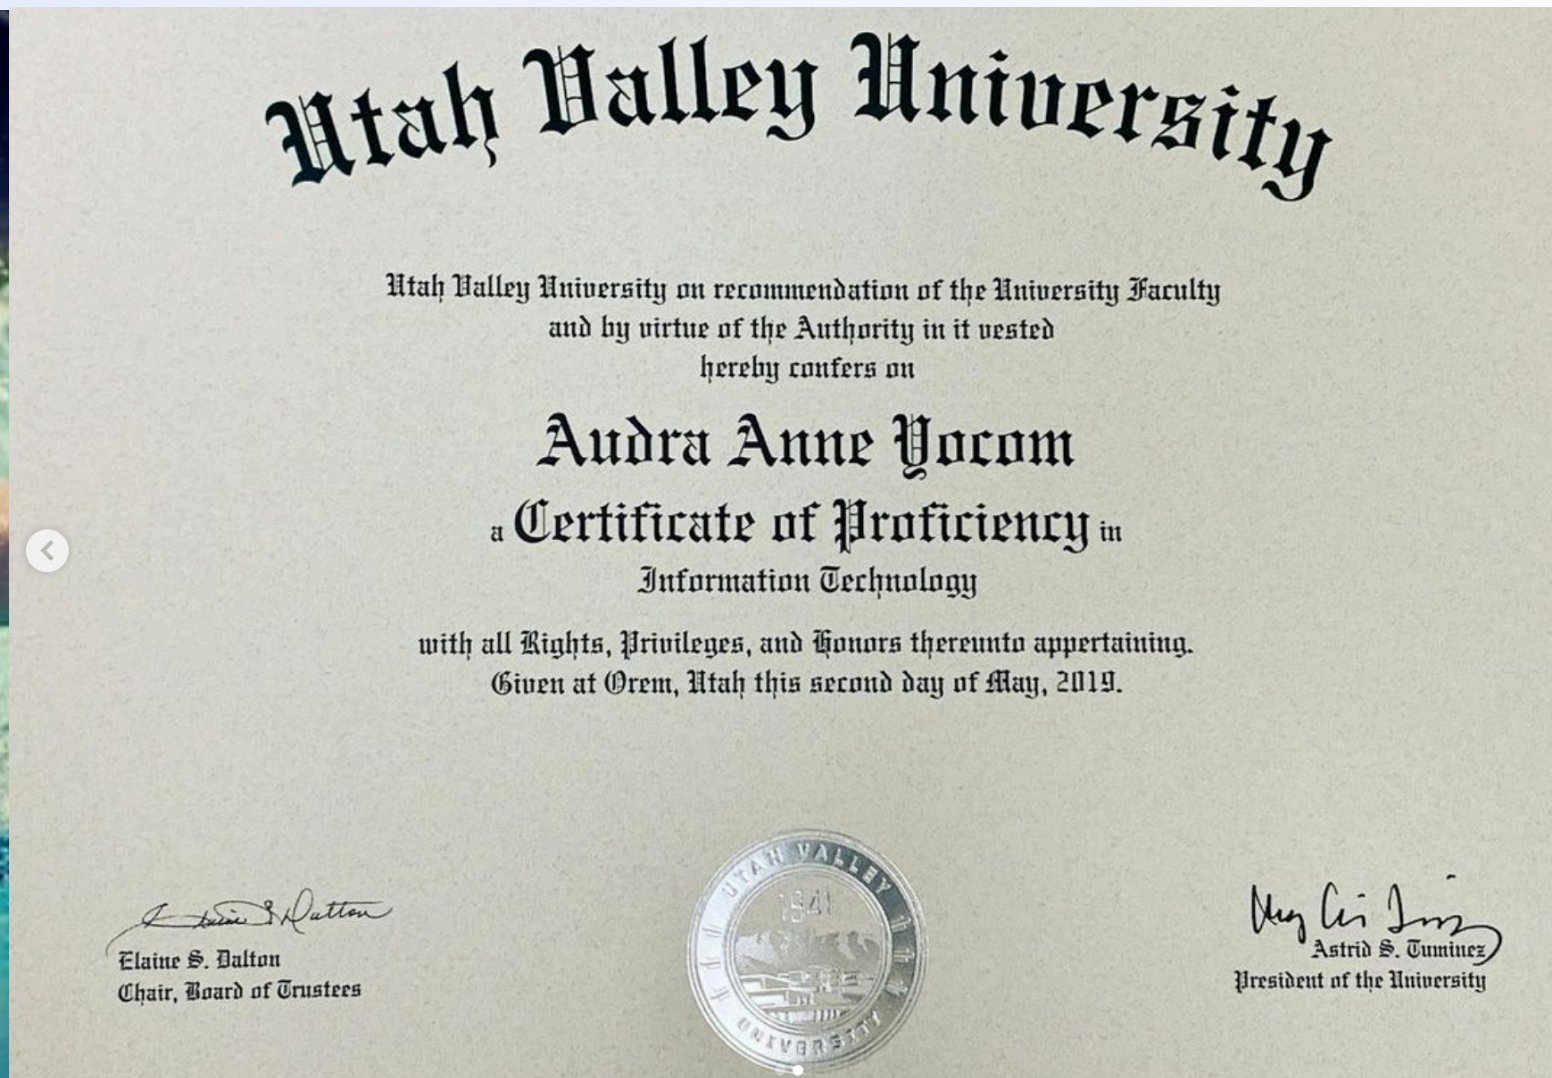 Utah Valley University
Utah Valley University on recommendation of the University Faculty
and by virtue of the Authority in it vested
hereby confers on
Audra Anne Yocom
a Certificate of Proficiency in
Information Technology
with all Rights, Privileges, and Honors thereunto appertaining.
Given at Orem, Utah this second day of May, 2019.
Elaine S. Dalton
Elaine S. Dalton
Chair, Board of Trustees
UTAH VALLEY
1941
UNIVERSITY
Astrid S. Tuminez
President of the University